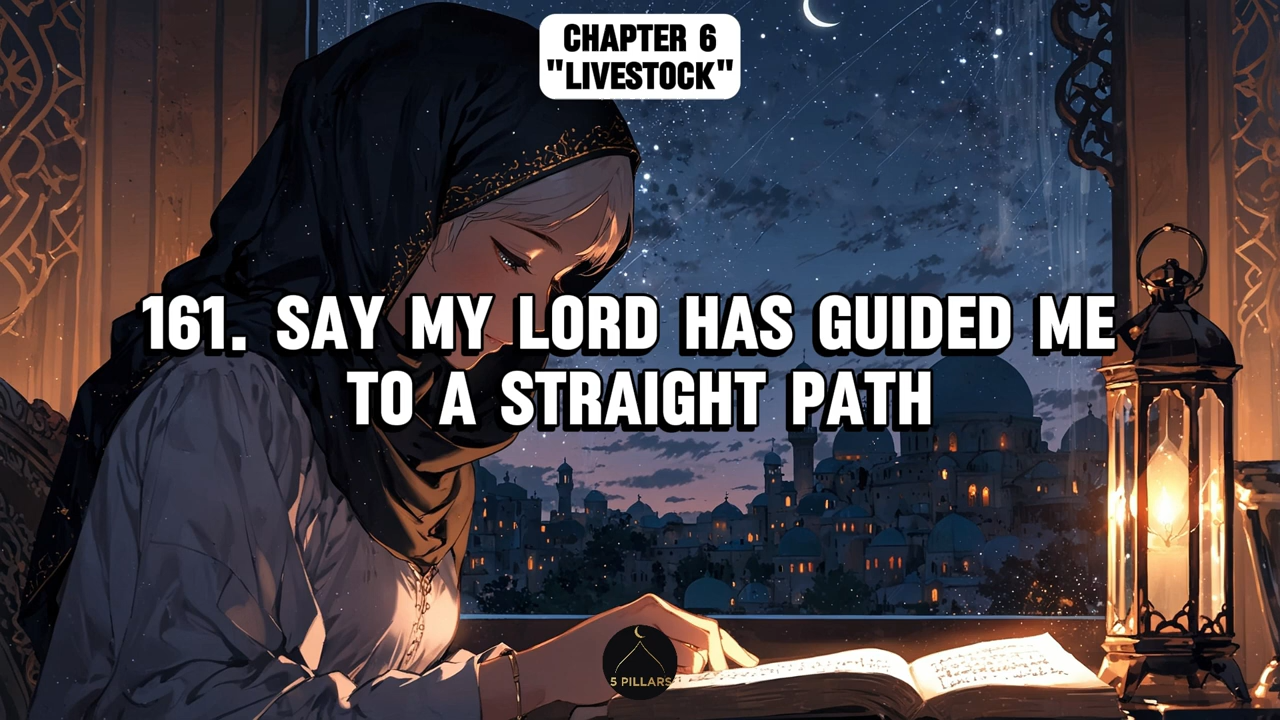 CHAPTER 6
"LIVESTOCK"
161. SAY MY LORD HAS GUIDED ME
TO A STRAIGHT PATH
5 PILLARS